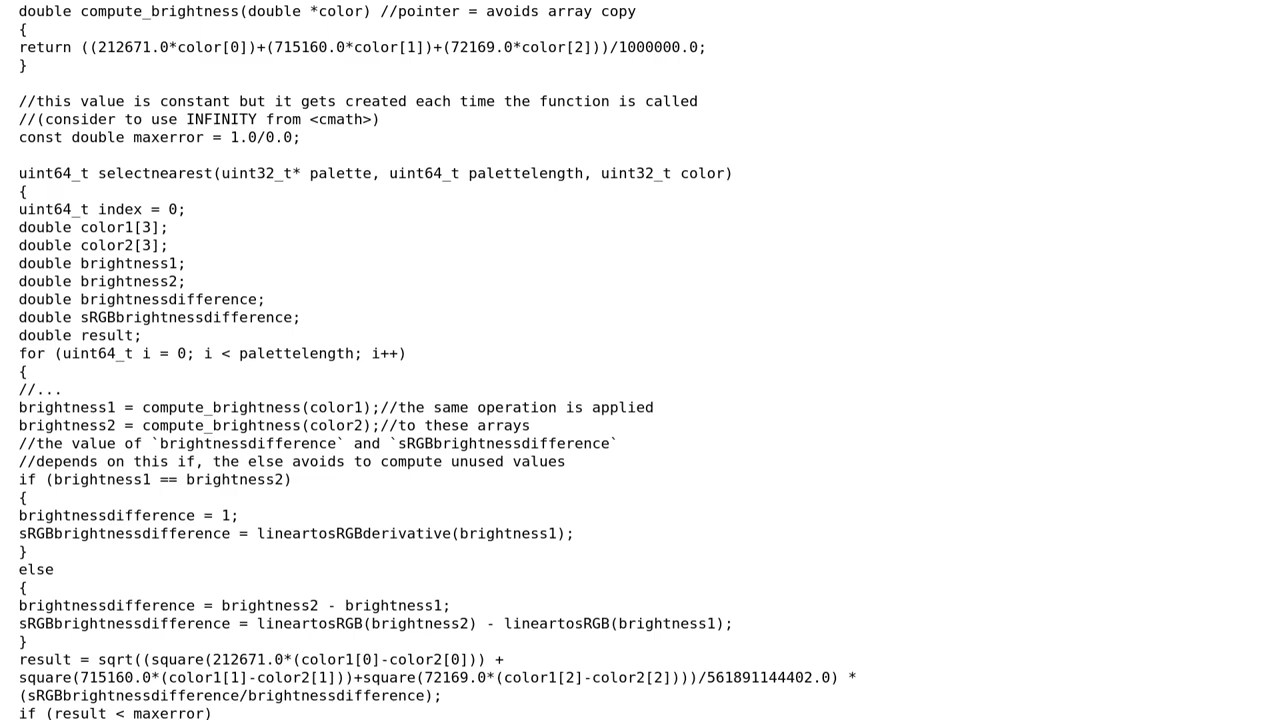 double compute_brightness(double *color) //pointer = avoids array copy
{
return ((212671.0*color[0])+(715160.0*color[1])+(72169.0*color[2]))/1000000.0;
}

//this value is constant but it gets created each time the function is called
//(consider to use INFINITY from <cmath>)
const double maxerror = 1.0/0.0;

uint64_t selectnearest(uint32_t* palette, uint64_t palettelength, uint32_t color)
{
uint64_t index = 0;
double color1[3];
double color2[3];
double brightness1;
double brightness2;
double brightnessdifference;
double sRGBbrightnessdifference;
double result;
for (uint64_t i = 0; i < palettelength; i++)
{
//...
brightness1 = compute_brightness(color1);//the same operation is applied
brightness2 = compute_brightness(color2);//to these arrays
//the value of `brightnessdifference` and `sRGBbrightnessdifference`
//depends on this if, the else avoids to compute unused values
if (brightness1 == brightness2)
{
brightnessdifference = 1;
sRGBbrightnessdifference = lineartosRGBderivative(brightness1);
}
else
{
brightnessdifference = brightness2 - brightness1;
sRGBbrightnessdifference = lineartosRGB(brightness2) - lineartosRGB(brightness1);
}
result = sqrt((square(212671.0*(color1[0]-color2[0])) +
square(715160.0*(color1[1]-color2[1]))+square(72169.0*(color1[2]-color2[2])))/561891144402.0) *
(sRGBbrightnessdifference/brightnessdifference);
if (result < maxerror)